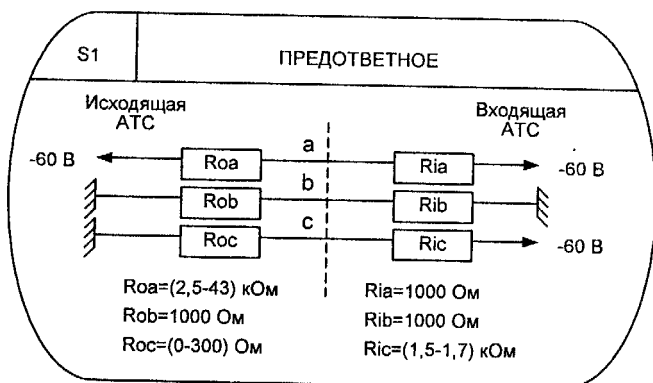 S1 ПРЕДОТВЕТНОЕ
Исходящая АТС
Входящая АТС
-60 В Roa a Ria -60 В
Rob b Rib
Roc c Ric -60 В
Roa=(2,5-43) кОм
Rob=1000 Ом
Roc=(0-300) Ом
Ria=1000 Ом
Rib=1000 Ом
Ric=(1,5-1,7) кОм